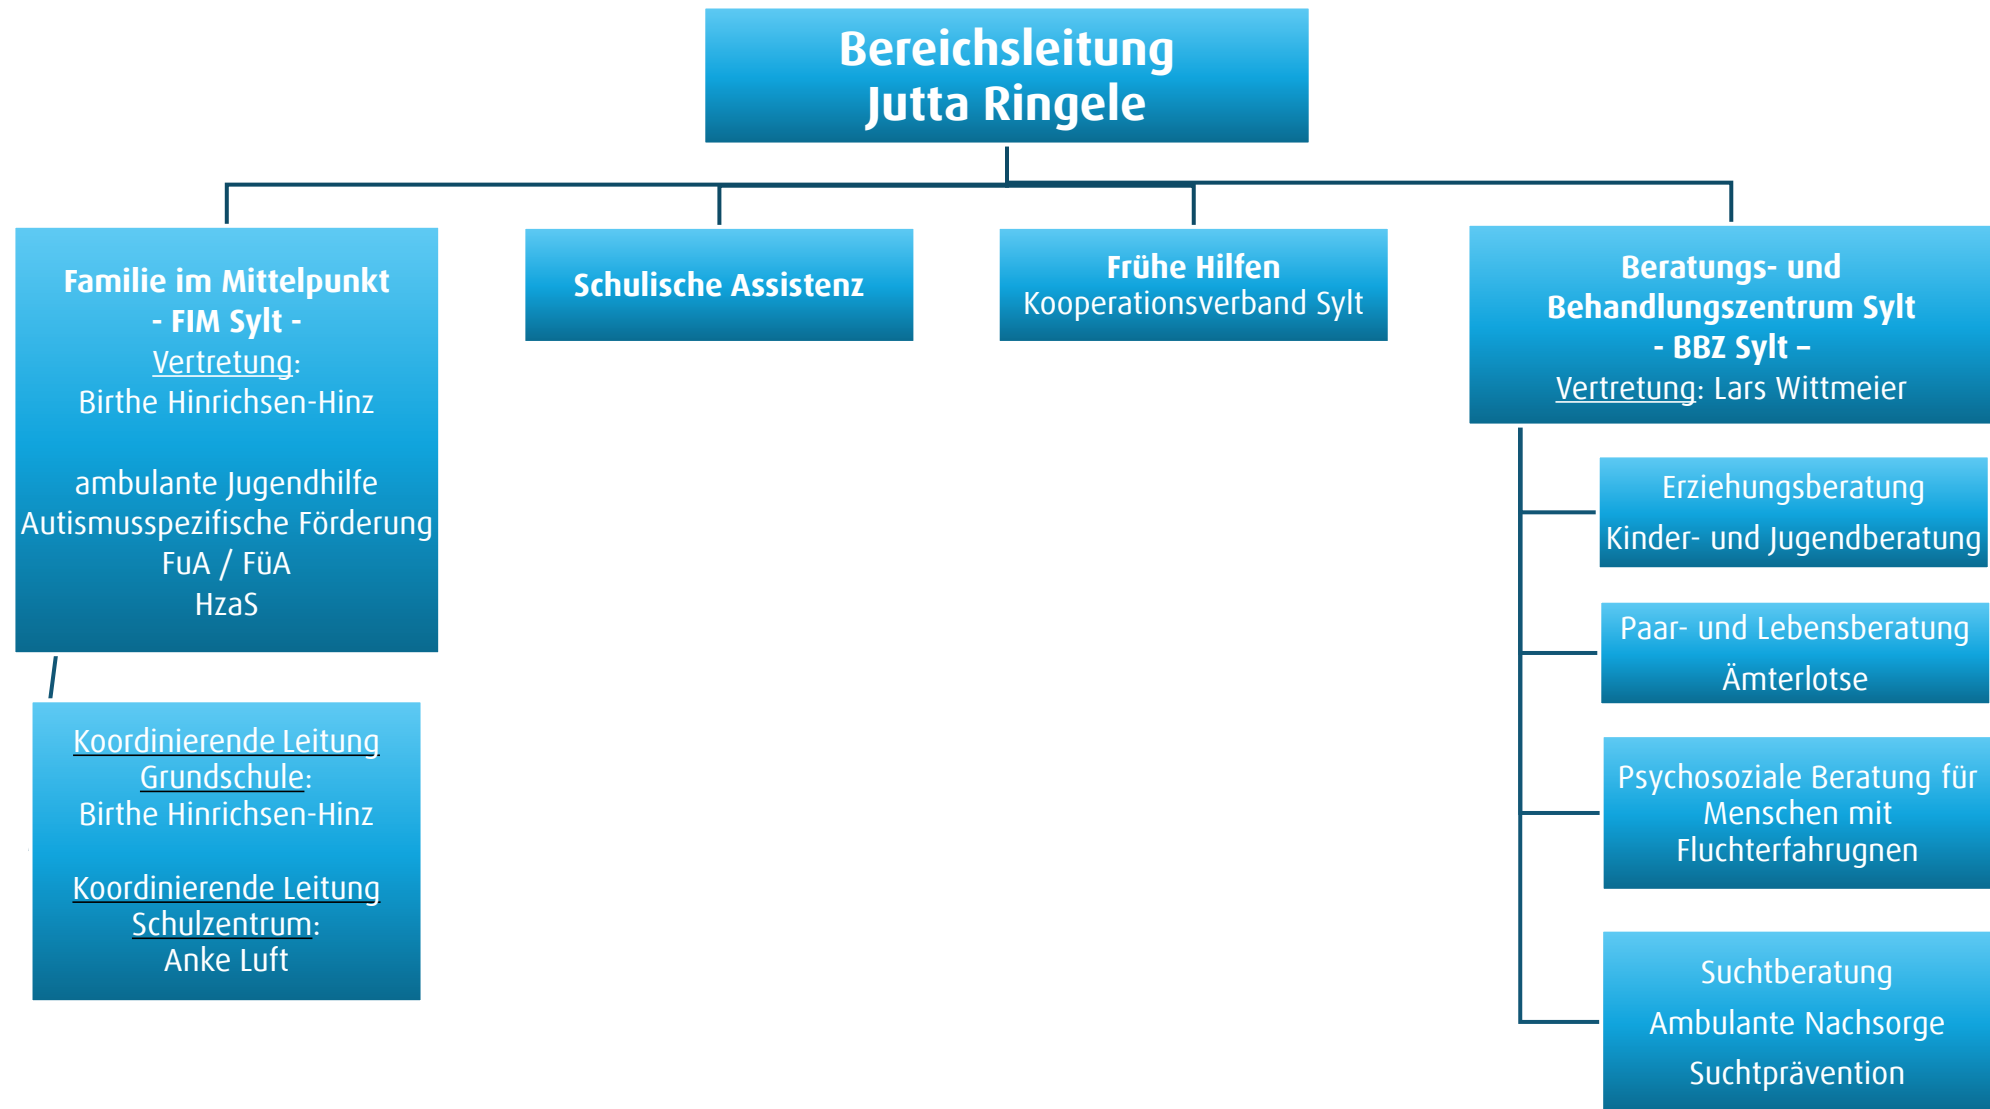 Bereichsleitung
Jutta Ringele
Familie im Mittelpunkt
- FIM Sylt -
Vertretung:
Birthe Hinrichsen-Hinz
ambulante Jugendhilfe
Autismusspezifische Förderung
FuA / FüA
HzaS
Koordinierende Leitung
Grundschule:
Birthe Hinrichsen-Hinz
Koordinierende Leitung
Schulzentrum:
Anke Luft
Schulische Assistenz
Frühe Hilfen
Kooperationsverband Sylt
Beratungs- und
Behandlungszentrum Sylt
- BBZ Sylt –
Vertretung: Lars Wittmeier
Erziehungsberatung
Kinder- und Jugendberatung
Paar- und Lebensberatung
Ämterlotse
Psychosoziale Beratung für
Menschen mit
Fluchterfahrugnen
Suchtberatung
Ambulante Nachsorge
Suchtprävention